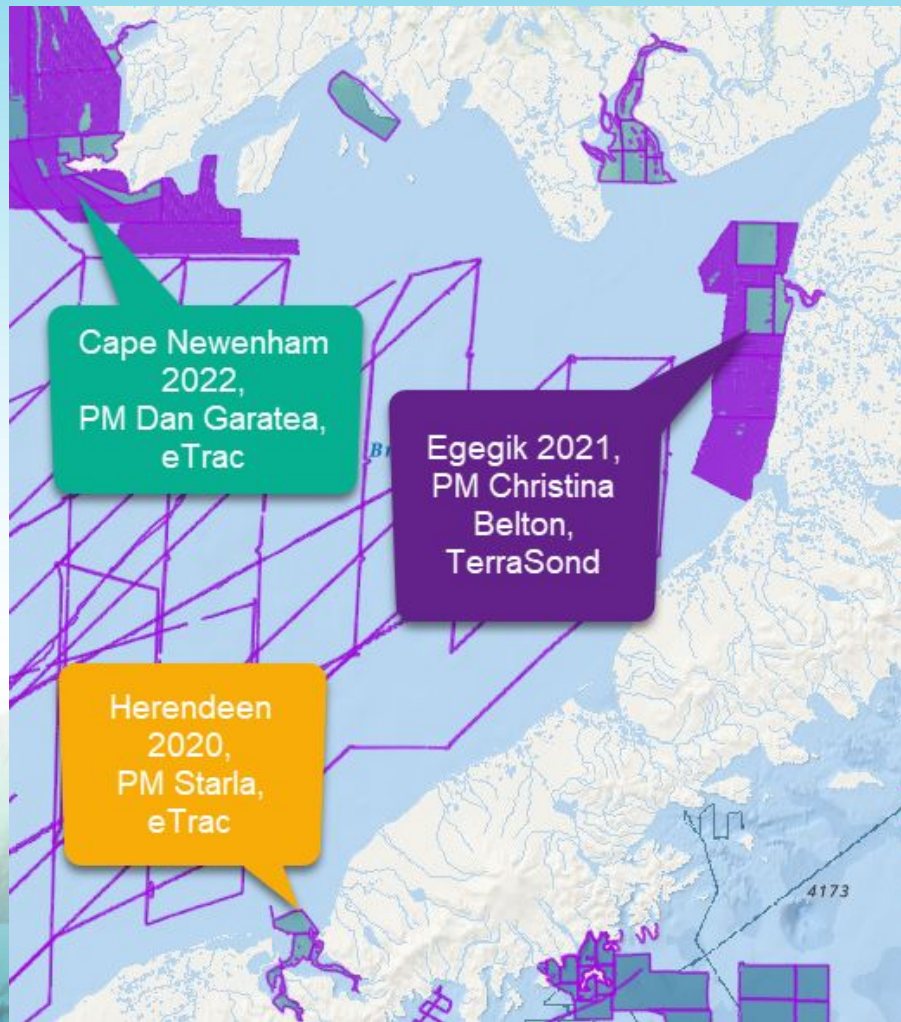 Cape Newenham
2022,
PM Dan Garatea,
eTrac
Egegik 2021,
PM Christina
Belton,
TerraSond
Herendeen
2020,
PM Starla,
eTrac
4173